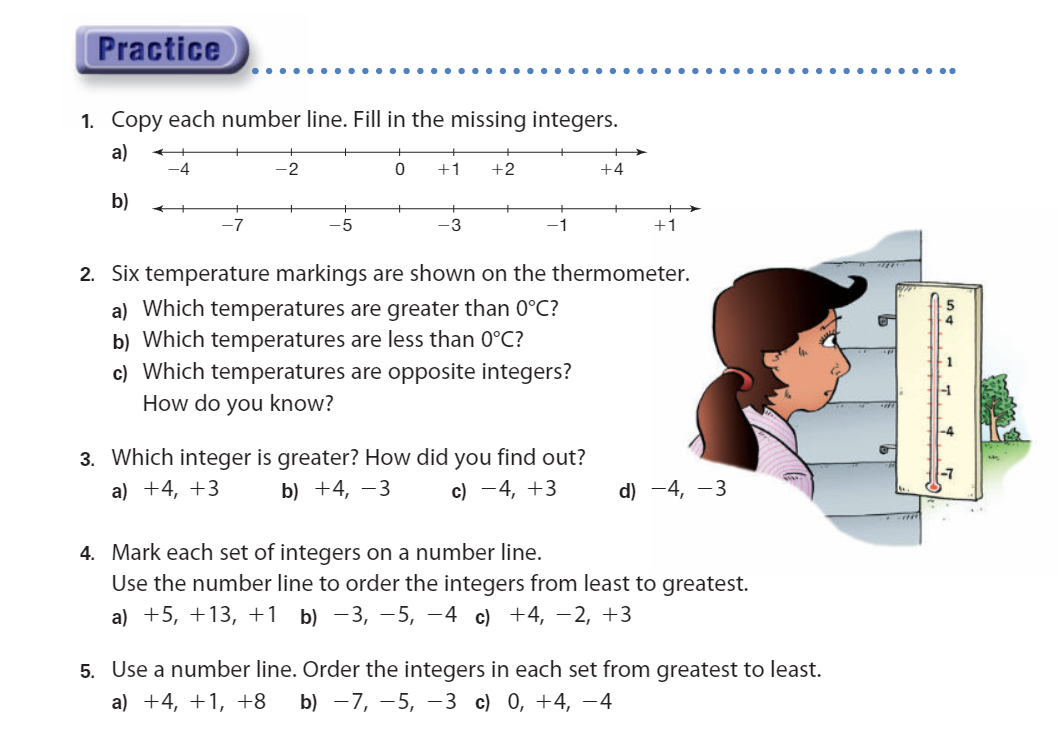 Practice
1. Copy each number line. Fill in the missing integers.
a)
−4 −2 0 +1 +2 +4
b)
−7 −5 −3 −1 +1
2. Six temperature markings are shown on the thermometer.
a) Which temperatures are greater than 0°C?
b) Which temperatures are less than 0°C?
c) Which temperatures are opposite integers?
How do you know?
5
4
1
-1
-4
-7
3. Which integer is greater? How did you find out?
a) +4, +3 b) +4, −3 c) −4, +3 d) −4, −3
4. Mark each set of integers on a number line.
Use the number line to order the integers from least to greatest.
a) +5, +13, +1 b) −3, −5, −4 c) +4, −2, +3
5. Use a number line. Order the integers in each set from greatest to least.
a) +4, +1, +8 b) −7, −5, −3 c) 0, +4, −4